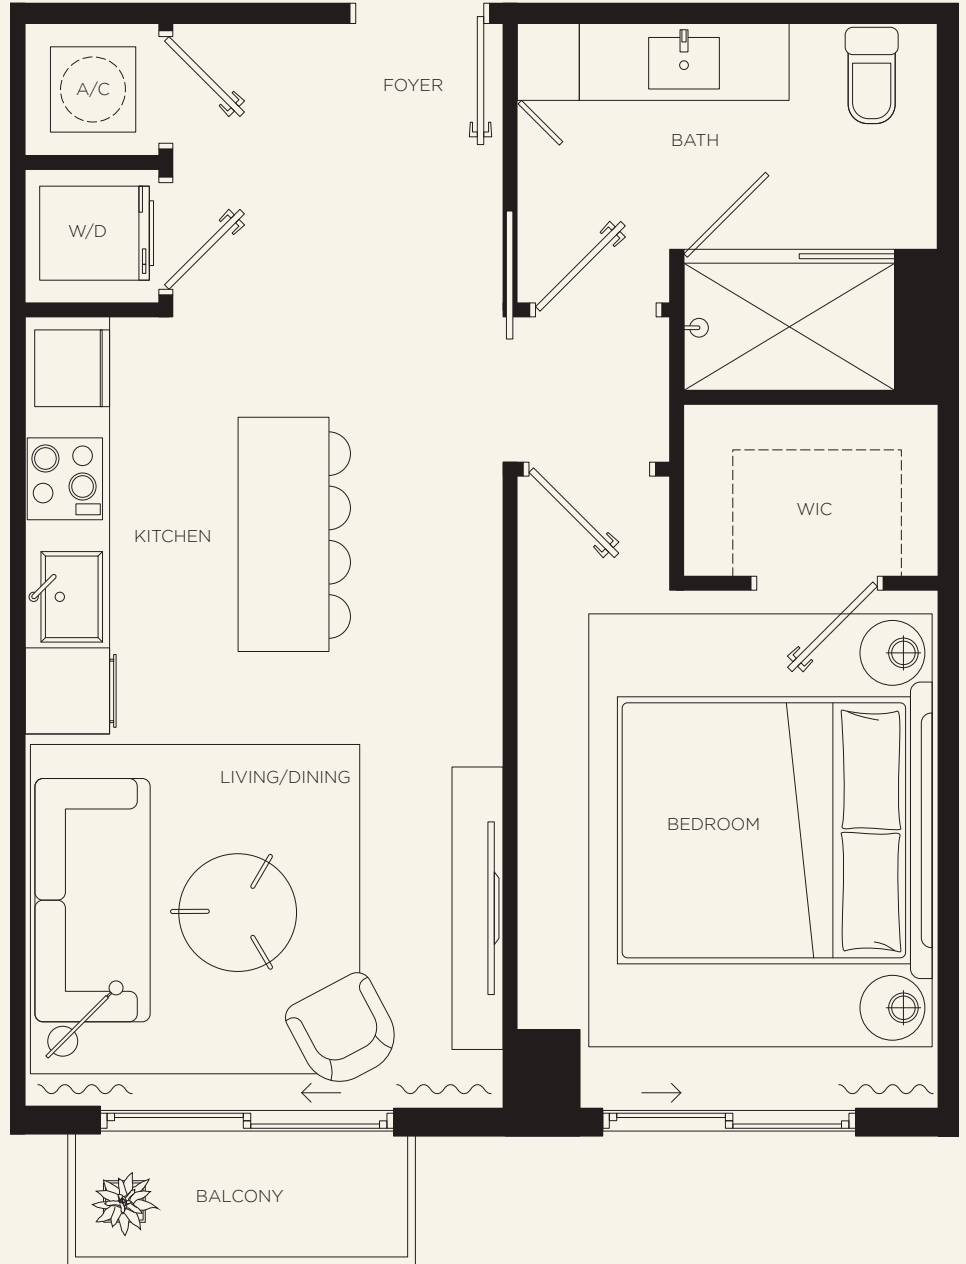 A/C
FOYER
BATH
W/D
KITCHEN
WIC
LIVING/DINING
BEDROOM
BALCONY